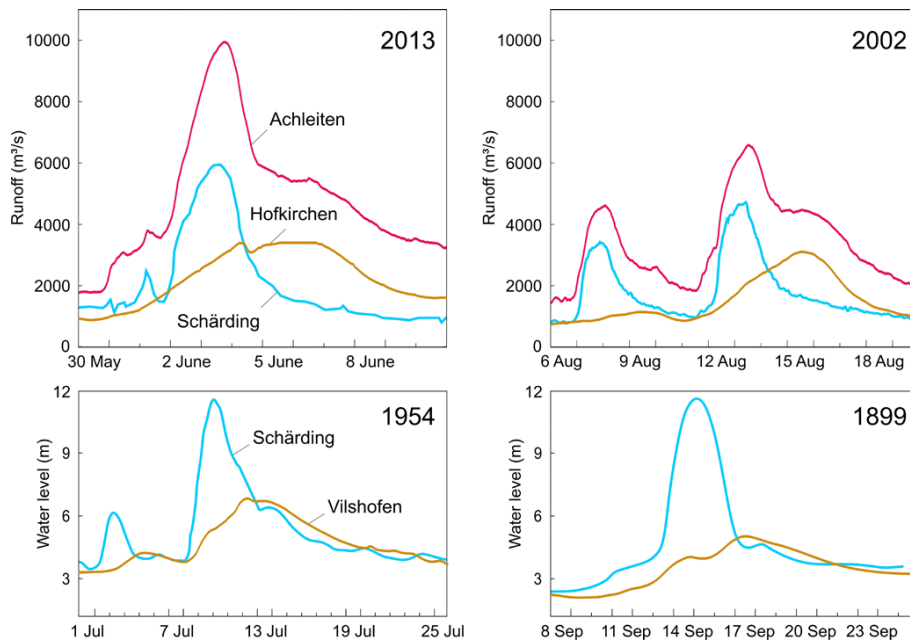 2013
Runoff (m³/s)
10000
8000
6000
4000
2000
0
Achleiten
Hofkirchen
Schärding
30 May
2 June
5 June
8 June
2002
Runoff (m³/s)
10000
8000
6000
4000
2000
0
6 Aug
9 Aug
12 Aug
15 Aug
18 Aug
1954
Water level (m)
12
9
6
3
Schärding
Vilshofen
1 Jul
7 Jul
13 Jul
19 Jul
25 Jul
1899
Water level (m)
12
9
6
3
8 Sep
11 Sep
14 Sep
17 Sep
20 Sep
23 Sep